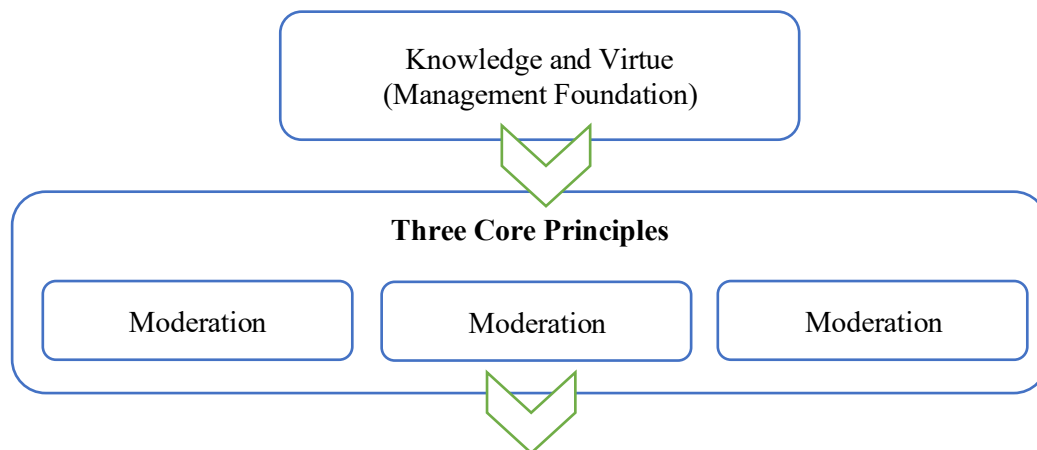 Knowledge and Virtue
(Management Foundation)
Three Core Principles
Moderation
Moderation
Moderation